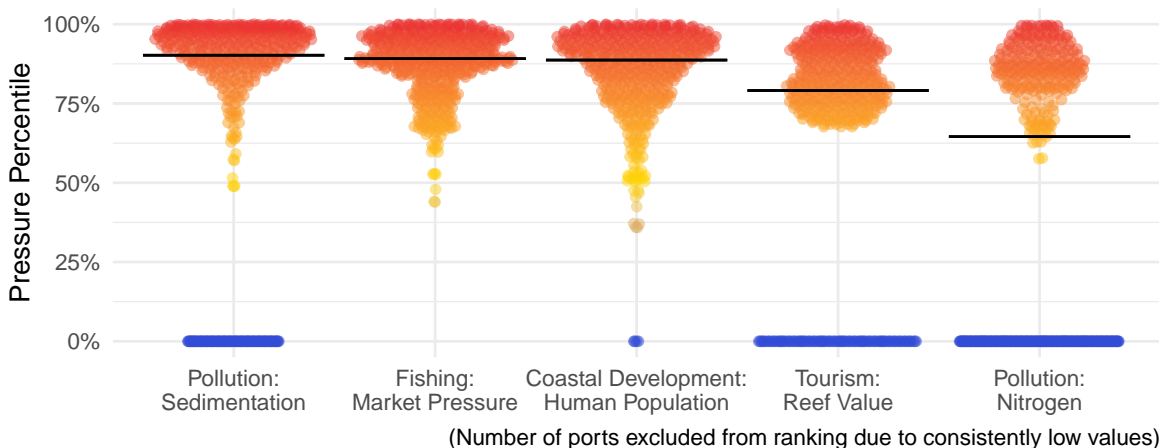 Pressure Percentile
100%
75%
50%
25%
0%
Pollution:
Sedimentation
Fishing:
Market Pressure
Coastal Development:
Human Population
Tourism:
Reef Value
Pollution:
Nitrogen
(Number of ports excluded from ranking due to consistently low values)